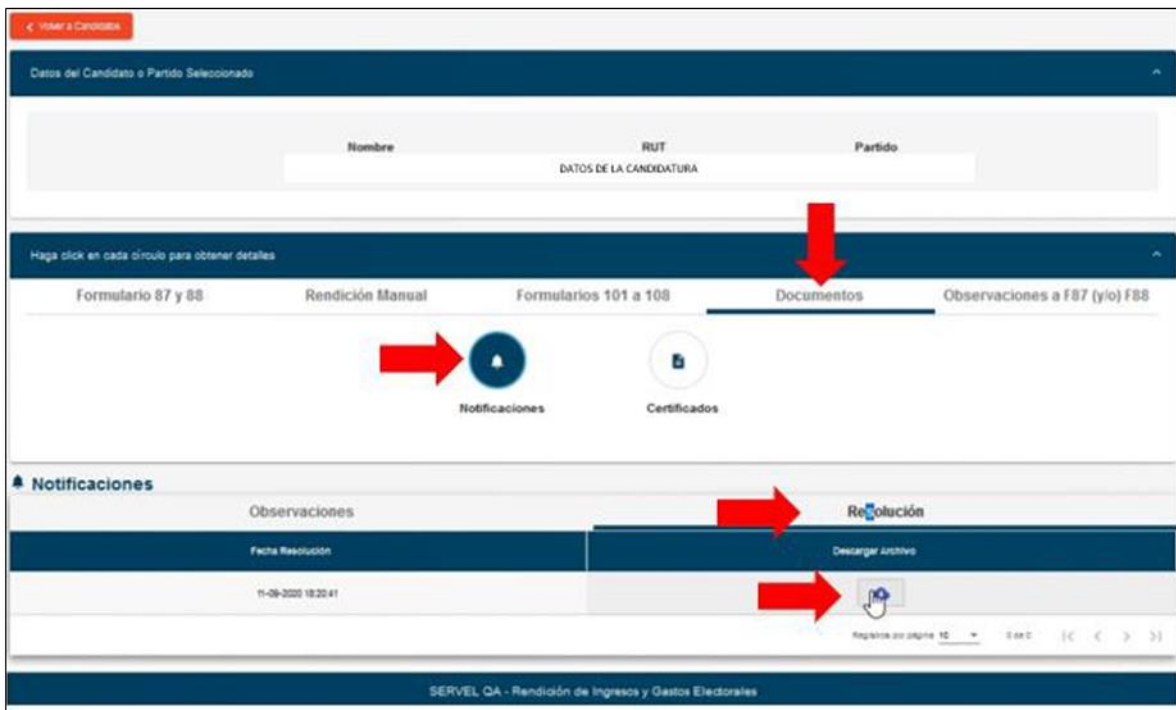 Volver a Candidatos
Datos del Candidato o Partido Seleccionado
Nombre RUT Partido
DATOS DE LA CANDIDATURA
Haga click en cada círculo para obtener detalles
Formulario 87 y 88 Rendición Manual Formularios 101 a 108 Documentos Observaciones a F87 (y/o) F88
Notificaciones Certificados
Notificaciones
Observaciones Resolución
Fecha Resolución Descargar Archivo
11-09-2020 18:20:41
Registros por página 10
SERVEL QA - Rendición de Ingresos y Gastos Electorales